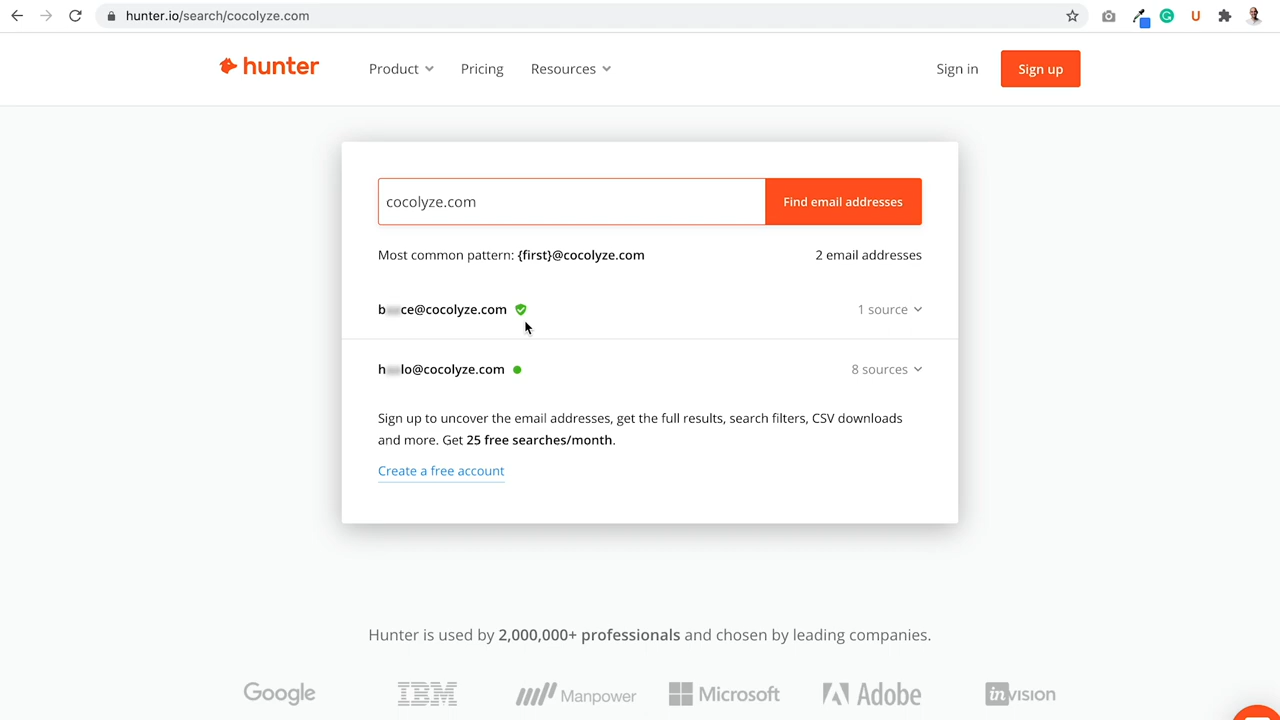 hunter.io/search/cocolyze.com
U
hunter
Product
Pricing
Resources
Sign in
Sign up
cocolyze.com
Find email addresses
Most common pattern: {first}@cocolyze.com
2 email addresses
b ce@cocolyze.com
1 source
h lo@cocolyze.com
8 sources
Sign up to uncover the email addresses, get the full results, search filters, CSV downloads
and more. Get 25 free searches/month.
Create a free account
Hunter is used by 2,000,000+ professionals and chosen by leading companies.
Google
IBM
Manpower
Microsoft
Adobe
invision